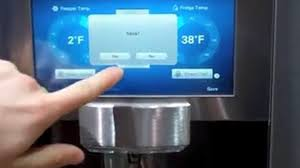 Freezer Temp.
Fridge Temp.
Save?
2°F
38°F
Yes
No
Save